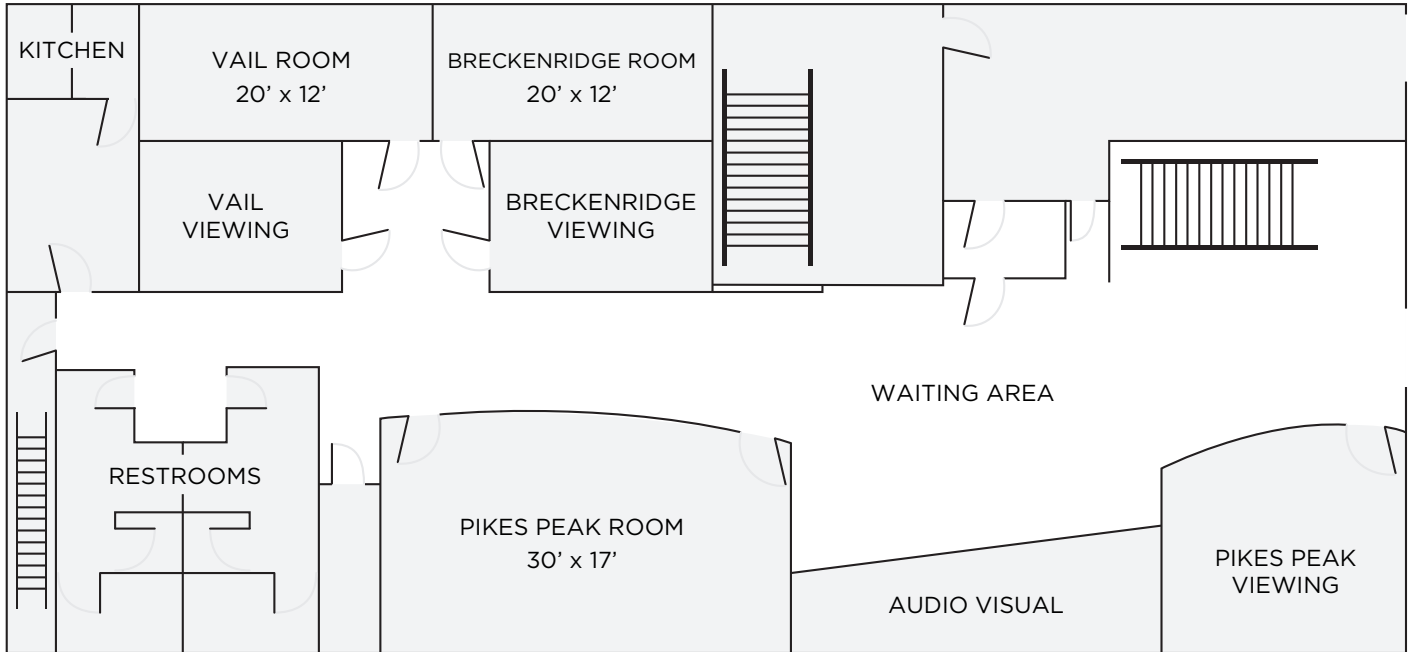 KITCHEN
VAIL ROOM
20’ x 12’
BRECKENRIDGE ROOM
20’ x 12’
VAIL
VIEWING
BRECKENRIDGE
VIEWING
WAITING AREA
RESTROOMS
PIKES PEAK ROOM
30’ x 17’
AUDIO VISUAL
PIKES PEAK
VIEWING